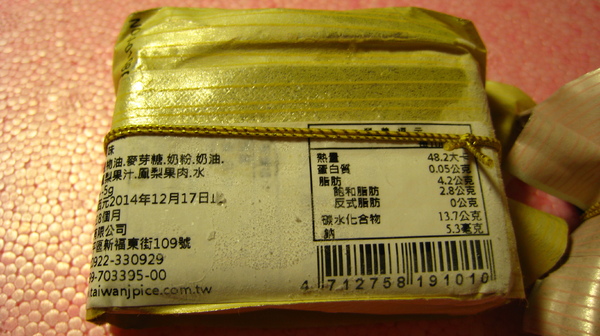 味
油.麥芽糖.奶粉.奶油.
梨果汁.鳳梨果肉.水
5g
元2014年12月17日止
8個月
有限公司
區新福東街109號
0922-330929
9-703395-00
taiwanjpice.com.tw
熱量 48.2大卡
蛋白質 0.05公克
脂肪 4.2公克
飽和脂肪 2.8公克
反式脂肪 0公克
碳水化合物 13.7公克
鈉 5.3毫克
4 712758 191010